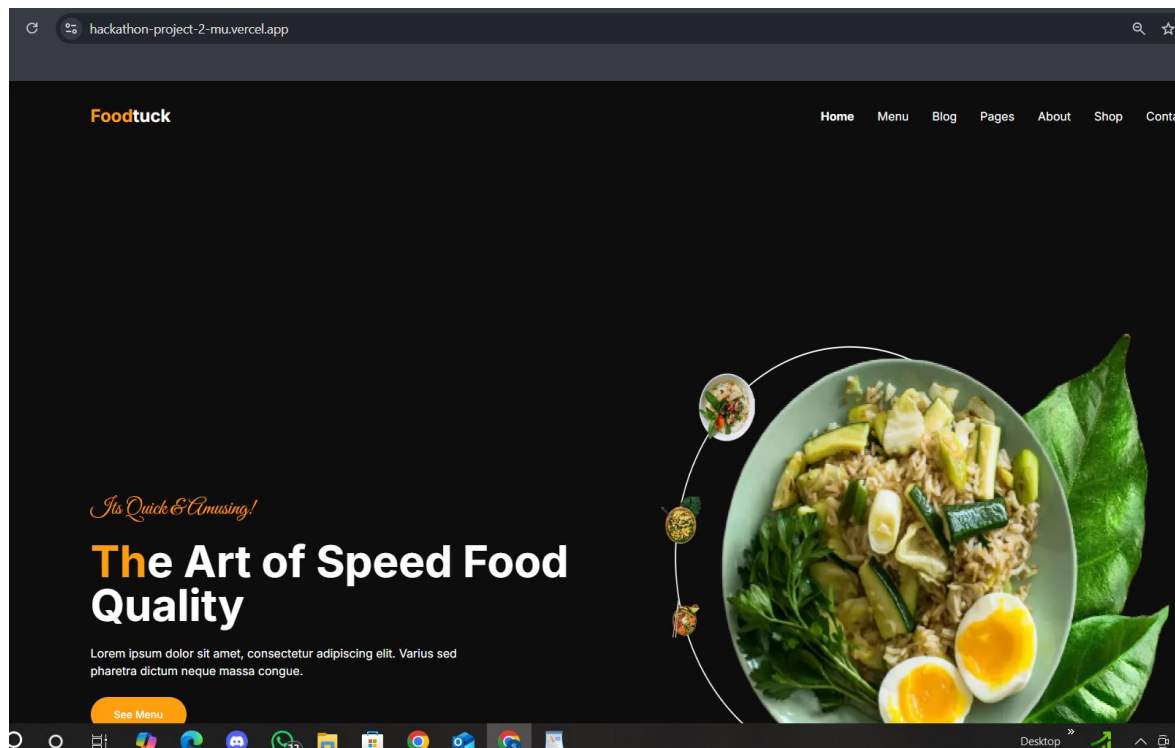 hackathon-project-2-mu.vercel.app
Foodtuck
Home Menu Blog Pages About Shop Conta
Its Quick & Amusing!
The Art of Speed Food
Quality
Lorem ipsum dolor sit amet, consectetur adipiscing elit. Varius sed
pharetra dictum neque massa congue.
See Menu
Desktop